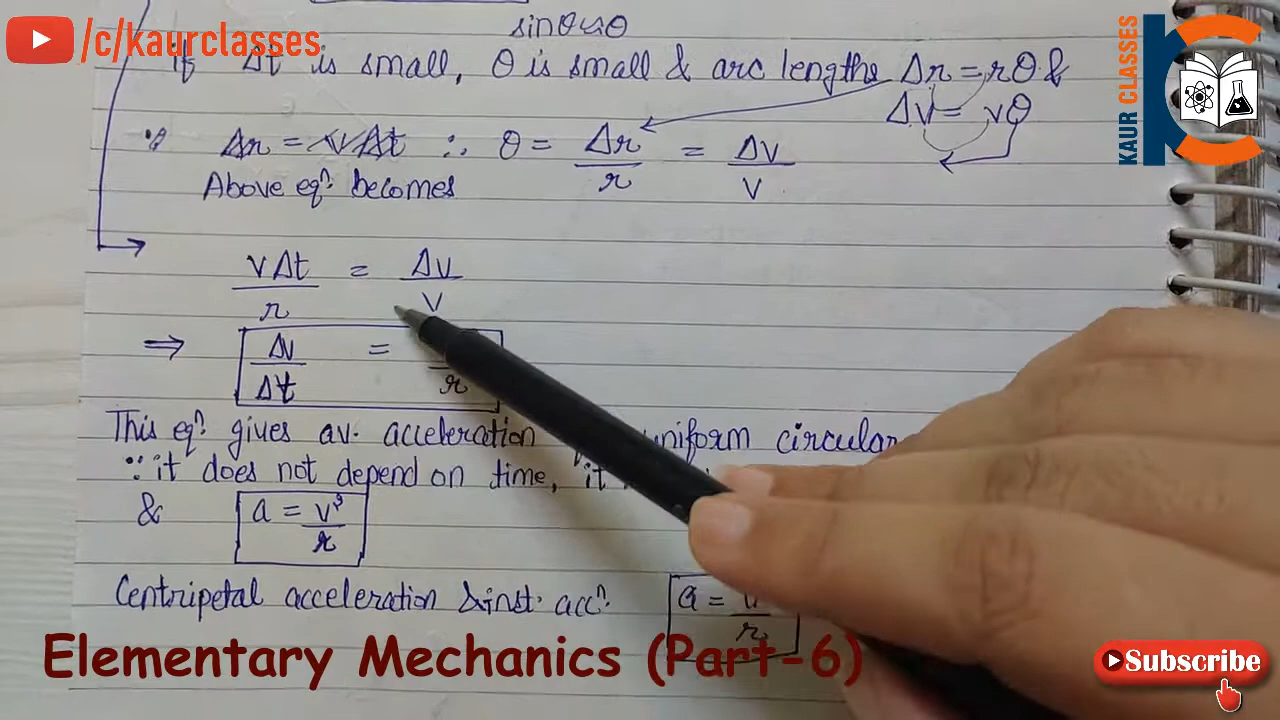 /c/kaurclasses
sinθ≈θ
If Δt is small, θ is small & arc lengths Δr = rθ &
Δv = vθ
∵ Δr = vΔt ∴ θ = Δr/r = Δv/v
Above eqⁿ becomes
vΔt/r = Δv/v
⇒ Δv/Δt = /r
This eqⁿ gives av. acceleration uniform circular
∵ it does not depend on time, it
& a = v²/r
Centripetal acceleration & inst. accⁿ. a = v/r
Elementary Mechanics (Part-6)
KAUR CLASSES
Subscribe